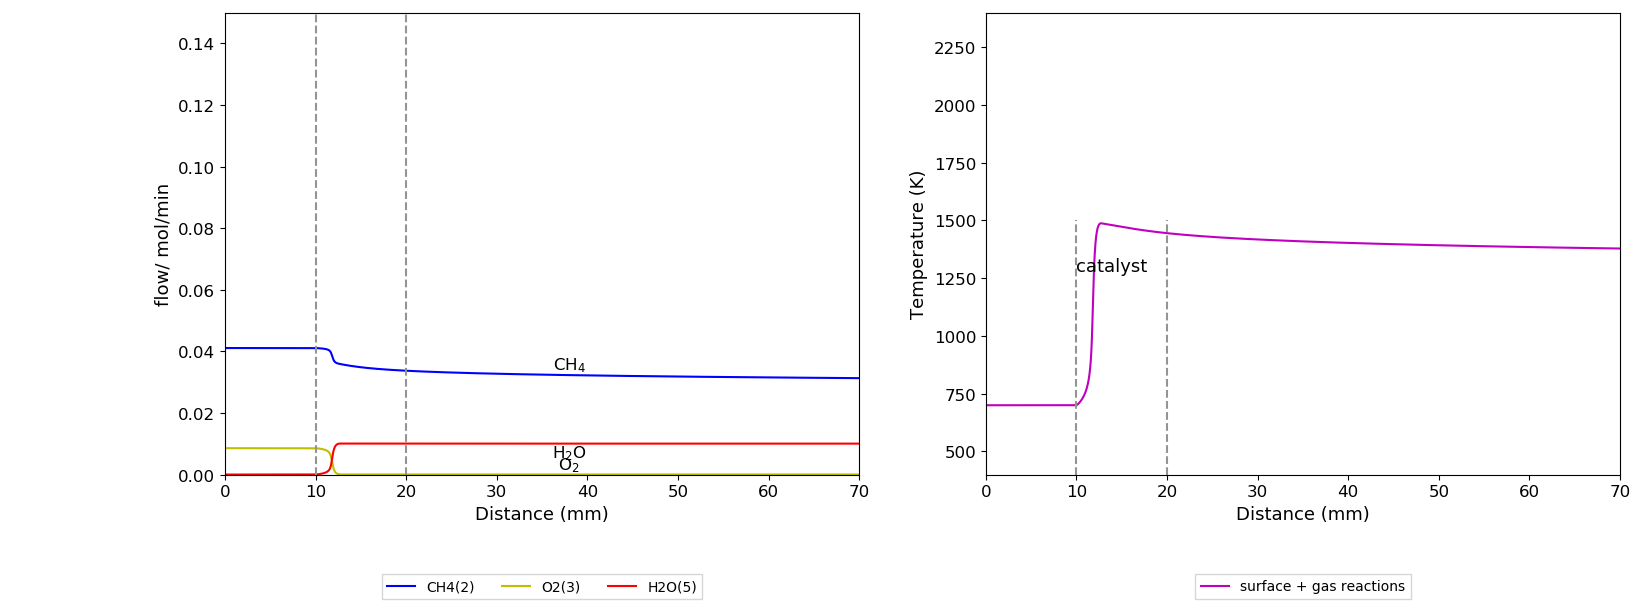 0.14
0.12
0.10
0.08
0.06
0.04
0.02
0.00
flow/ mol/min
CH₄
H₂O
O₂
0 10 20 30 40 50 60 70
Distance (mm)
CH4(2) O2(3) H2O(5)
2250
2000
1750
1500
1250
1000
750
500
Temperature (K)
catalyst
0 10 20 30 40 50 60 70
Distance (mm)
surface + gas reactions